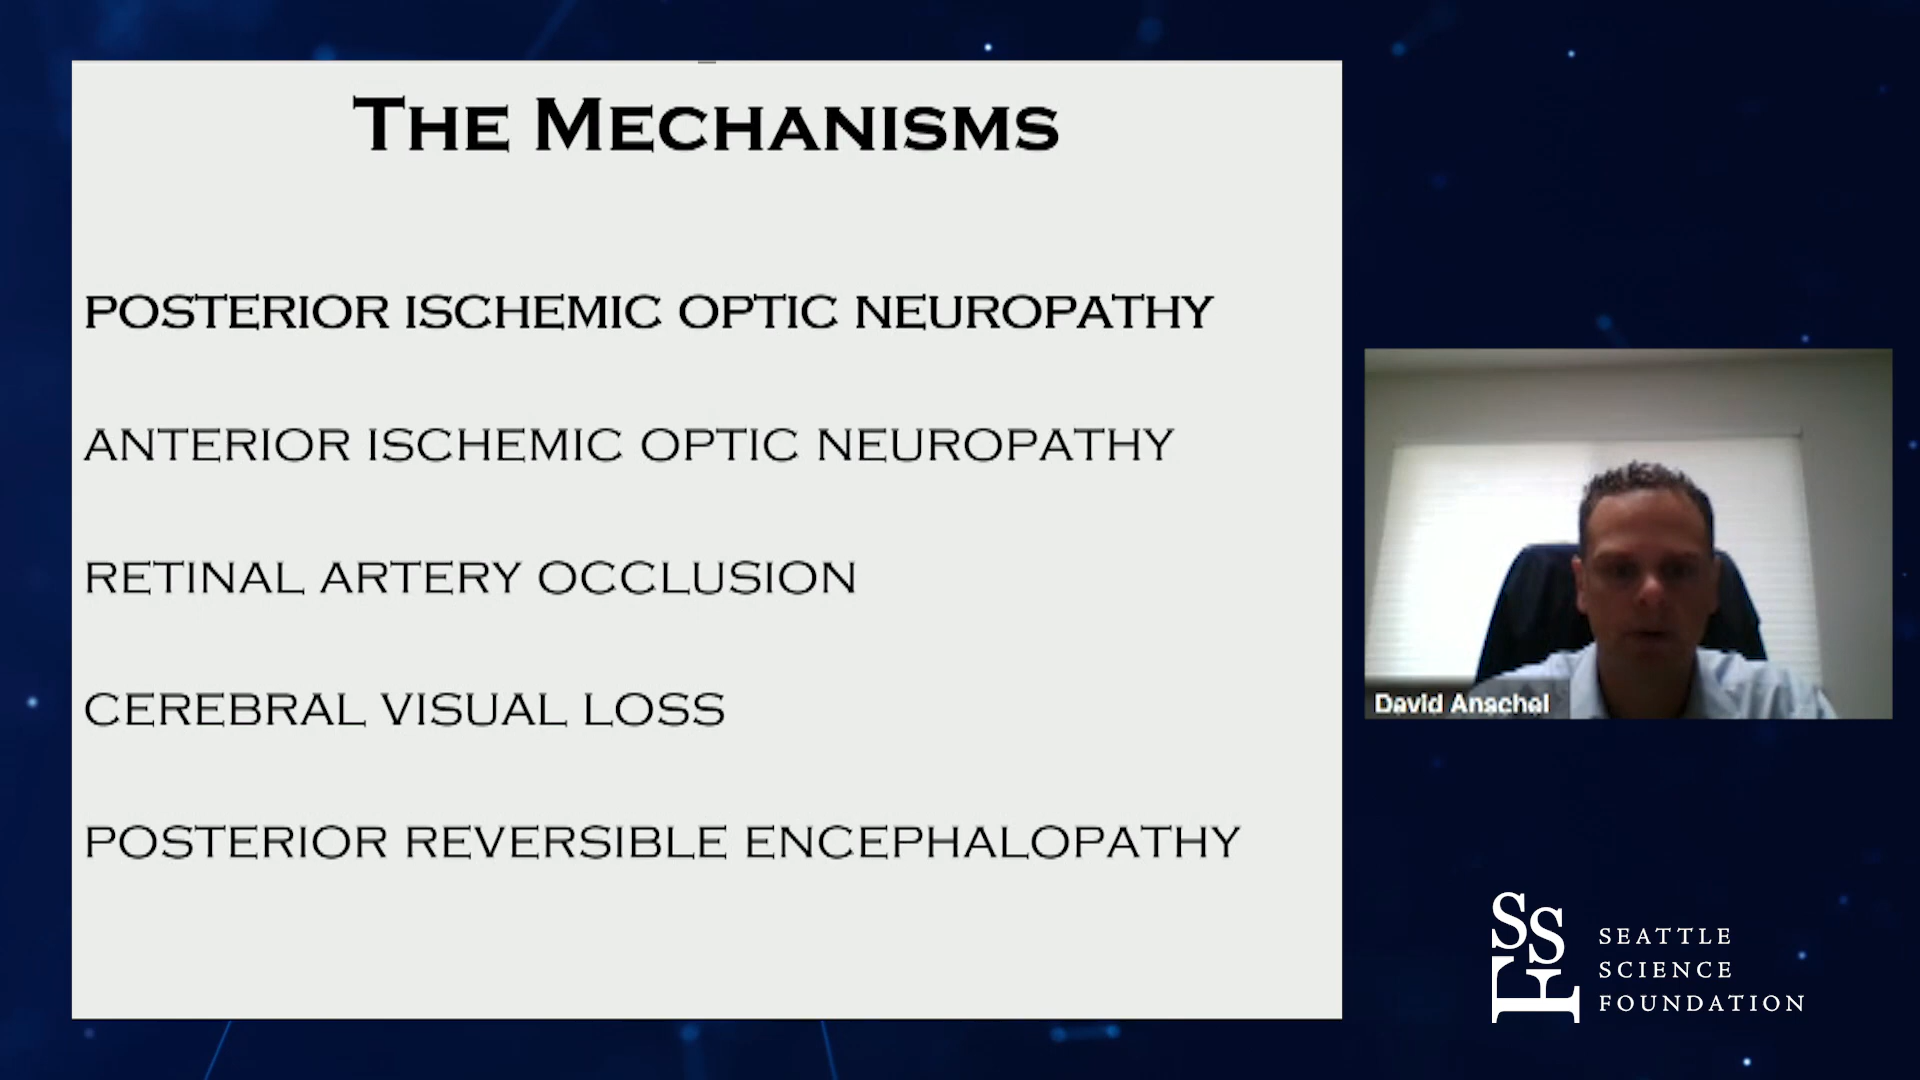 THE MECHANISMS
POSTERIOR ISCHEMIC OPTIC NEUROPATHY
ANTERIOR ISCHEMIC OPTIC NEUROPATHY
RETINAL ARTERY OCCLUSION
CEREBRAL VISUAL LOSS
POSTERIOR REVERSIBLE ENCEPHALOPATHY
David Anschel
SSF
SEATTLE
SCIENCE
FOUNDATION